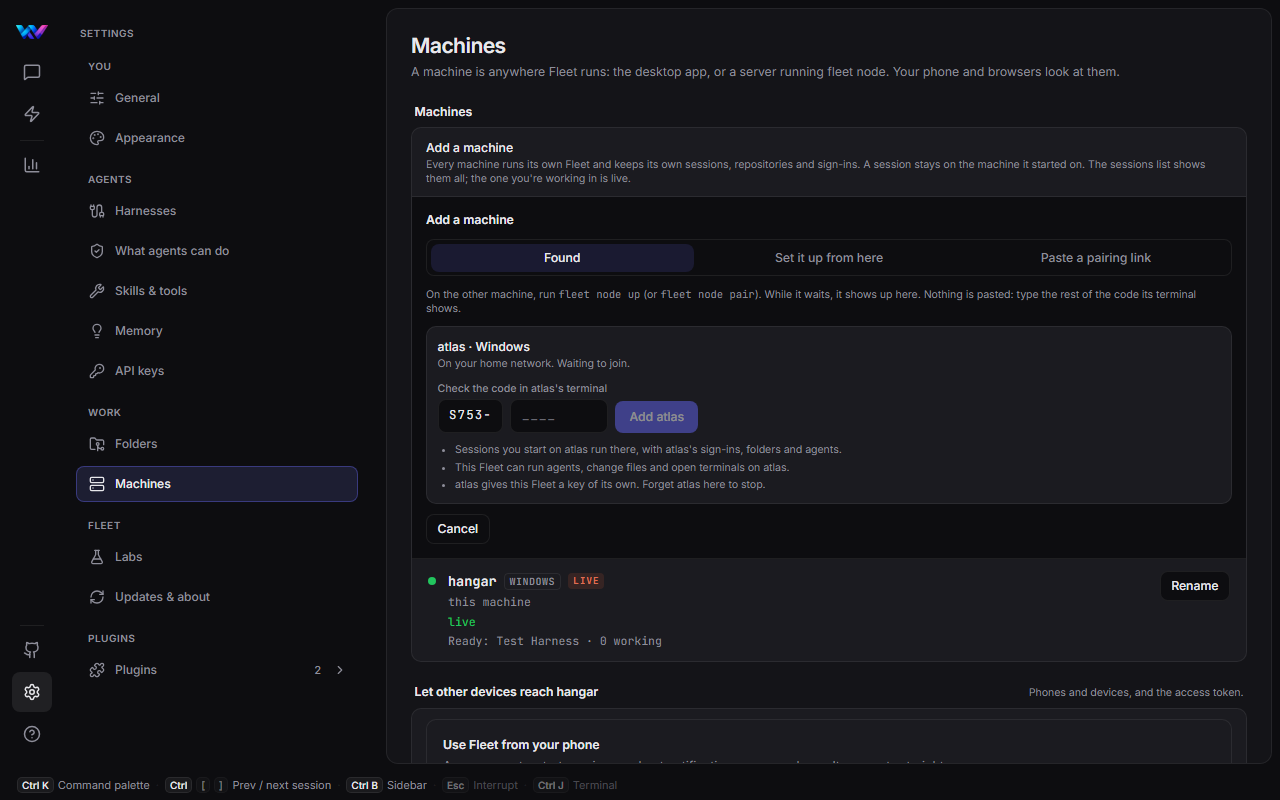 SETTINGS
YOU
General
Appearance
AGENTS
Harnesses
What agents can do
Skills & tools
Memory
API keys
WORK
Folders
Machines
FLEET
Labs
Updates & about
PLUGINS
Plugins 2
Machines
A machine is anywhere Fleet runs: the desktop app, or a server running fleet node. Your phone and browsers look at them.
Machines
Add a machine
Every machine runs its own Fleet and keeps its own sessions, repositories and sign-ins. A session stays on the machine it started on. The sessions list shows
them all; the one you're working in is live.
Add a machine
Found Set it up from here Paste a pairing link
On the other machine, run fleet node up (or fleet node pair). While it waits, it shows up here. Nothing is pasted: type the rest of the code its terminal
shows.
atlas · Windows
On your home network. Waiting to join.
Check the code in atlas's terminal
S753- ____ Add atlas
• Sessions you start on atlas run there, with atlas's sign-ins, folders and agents.
• This Fleet can run agents, change files and open terminals on atlas.
• atlas gives this Fleet a key of its own. Forget atlas here to stop.
Cancel
hangar WINDOWS LIVE Rename
this machine
live
Ready: Test Harness · 0 working
Let other devices reach hangar Phones and devices, and the access token.
Use Fleet from your phone
Ctrl K Command palette · Ctrl [ ] Prev / next session · Ctrl B Sidebar · Esc Interrupt · Ctrl J Terminal